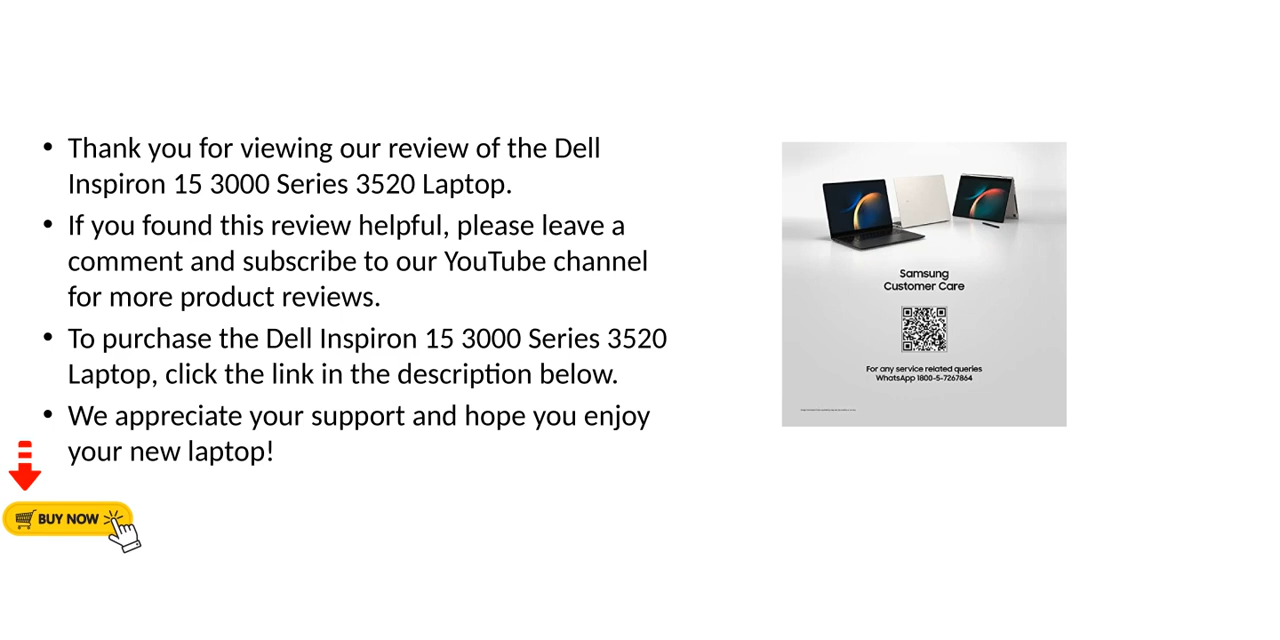 • Thank you for viewing our review of the Dell
Inspiron 15 3000 Series 3520 Laptop.
• If you found this review helpful, please leave a
comment and subscribe to our YouTube channel
for more product reviews.
• To purchase the Dell Inspiron 15 3000 Series 3520
Laptop, click the link in the description below.
• We appreciate your support and hope you enjoy
your new laptop!
BUY NOW
Samsung
Customer Care
For any service related queries
WhatsApp 1800-5-7267864